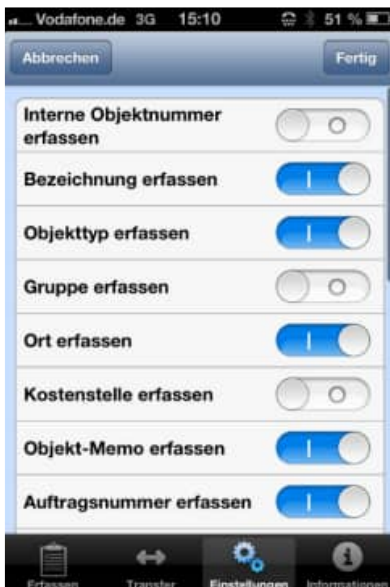 Vodafone.de 3G 15:10 51 %
Abbrechen Fertig
Interne Objektnummer
erfassen
Bezeichnung erfassen
Objekttyp erfassen
Gruppe erfassen
Ort erfassen
Kostenstelle erfassen
Objekt-Memo erfassen
Auftragsnummer erfassen
Erfassen Transfer Einstellungen Informationen